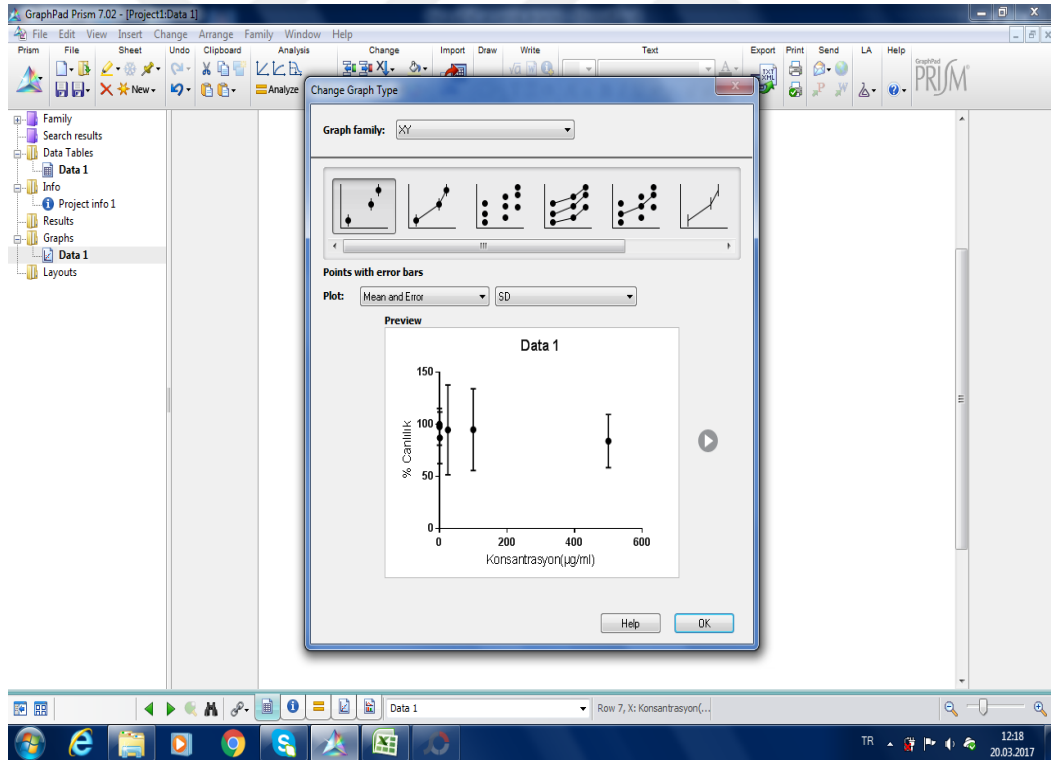 GraphPad Prism 7.02 - [Project1:Data 1]
File Edit View Insert Change Arrange Family Window Help
Prism File Sheet Undo Clipboard Analysis Change Import Draw Write Text Export Print Send LA Help
New
Analyze
GraphPad
PRISM
Family
Search results
Data Tables
Data 1
Info
Project info 1
Results
Graphs
Data 1
Layouts
Change Graph Type
Graph family: XY
Points with error bars
Plot: Mean and Error SD
Preview
Data 1
150
100
50
0
% Canlılık
0 200 400 600
Konsantrasyon(µg/ml)
Help OK
Data 1
Row 7, X: Konsantrasyon(...
TR
12:18
20.03.2017